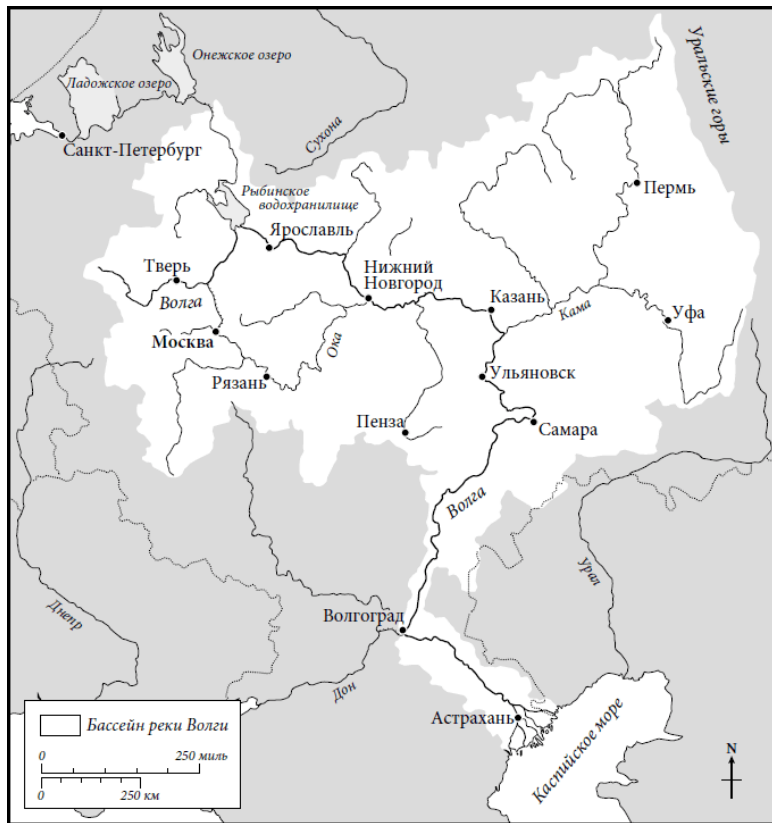 Онежское озеро
Ладожское озеро
Уральские горы
Санкт-Петербург
Сухона
Рыбинское
водохранилище
Пермь
Ярославль
Тверь
Нижний
Новгород
Волга
Казань
Кама
Уфа
Москва
Ока
Рязань
Ульяновск
Пенза
Самара
Волга
Урал
Днепр
Волгоград
Дон
Астрахань
Каспийское море
Бассейн реки Волги
0 250 миль
0 250 км
N